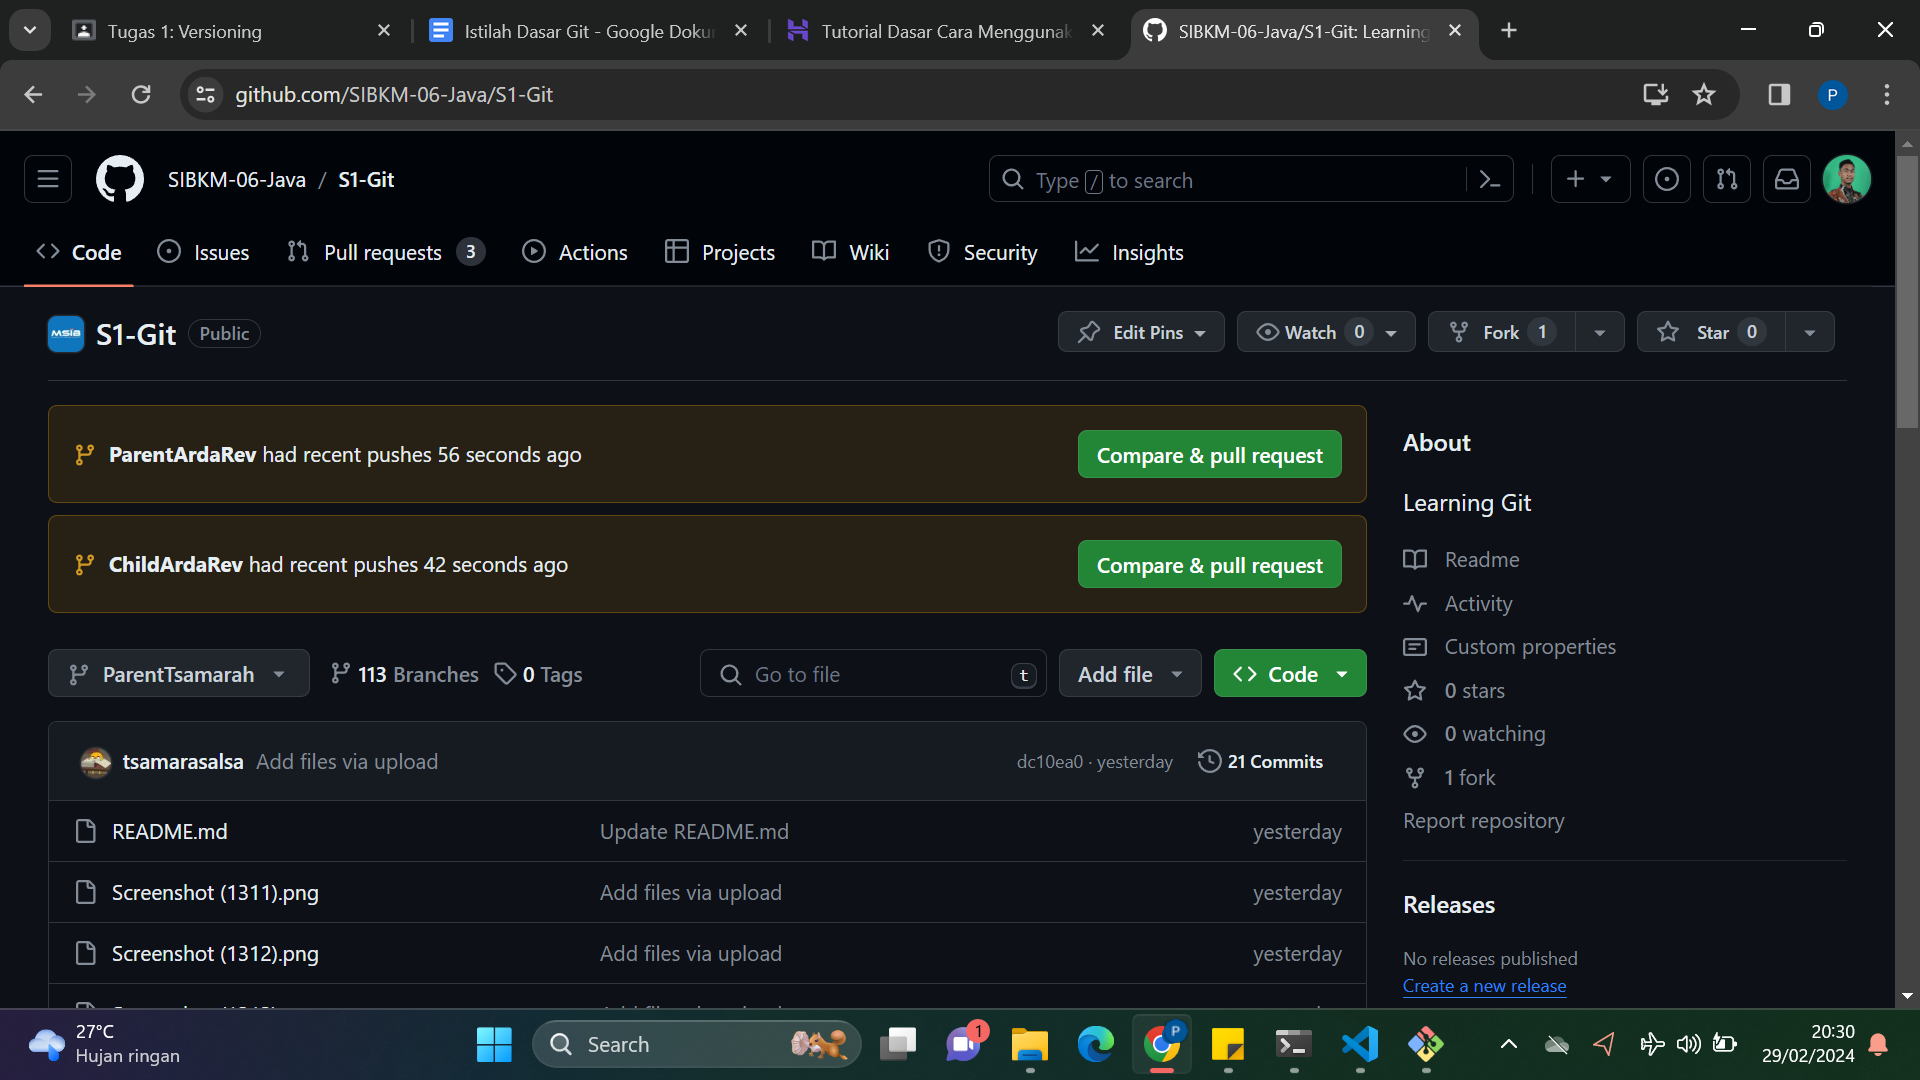 Tugas 1: Versioning
Istilah Dasar Git - Google Doku
Tutorial Dasar Cara Menggunak
SIBKM-06-Java/S1-Git: Learning
github.com/SIBKM-06-Java/S1-Git
P
SIBKM-06-Java / S1-Git
Type / to search
Code
Issues
Pull requests 3
Actions
Projects
Wiki
Security
Insights
MSIB
S1-Git Public
Edit Pins
Watch 0
Fork 1
Star 0
ParentArdaRev had recent pushes 56 seconds ago
Compare & pull request
ChildArdaRev had recent pushes 42 seconds ago
Compare & pull request
ParentTsamarah
113 Branches
0 Tags
Go to file t
Add file
Code
tsamarasalsa Add files via upload
dc10ea0 · yesterday
21 Commits
README.md Update README.md yesterday
Screenshot (1311).png Add files via upload yesterday
Screenshot (1312).png Add files via upload yesterday
About
Learning Git
Readme
Activity
Custom properties
0 stars
0 watching
1 fork
Report repository
Releases
No releases published
Create a new release
27°C
Hujan ringan
Search
1
P
20:30
29/02/2024